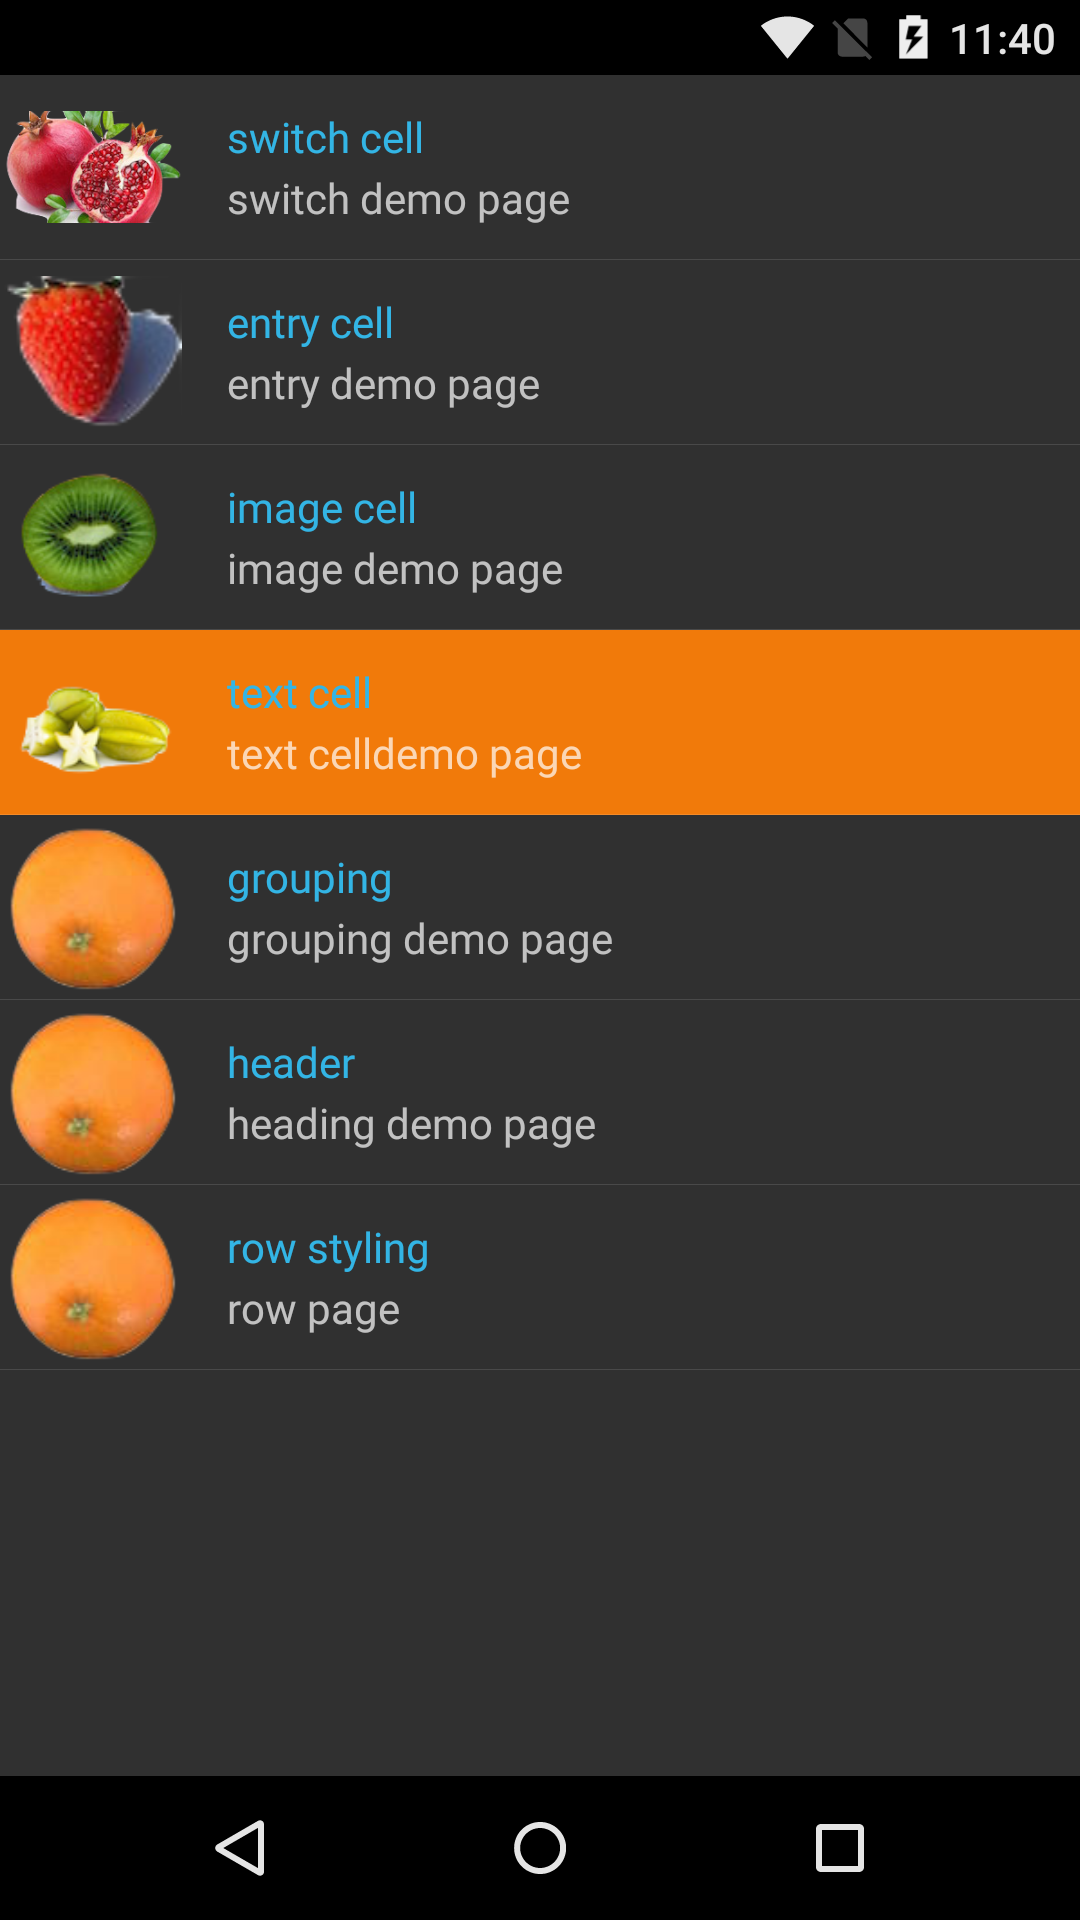 11:40
switch cell
switch demo page
entry cell
entry demo page
image cell
image demo page
text cell
text celldemo page
grouping
grouping demo page
header
heading demo page
row styling
row page